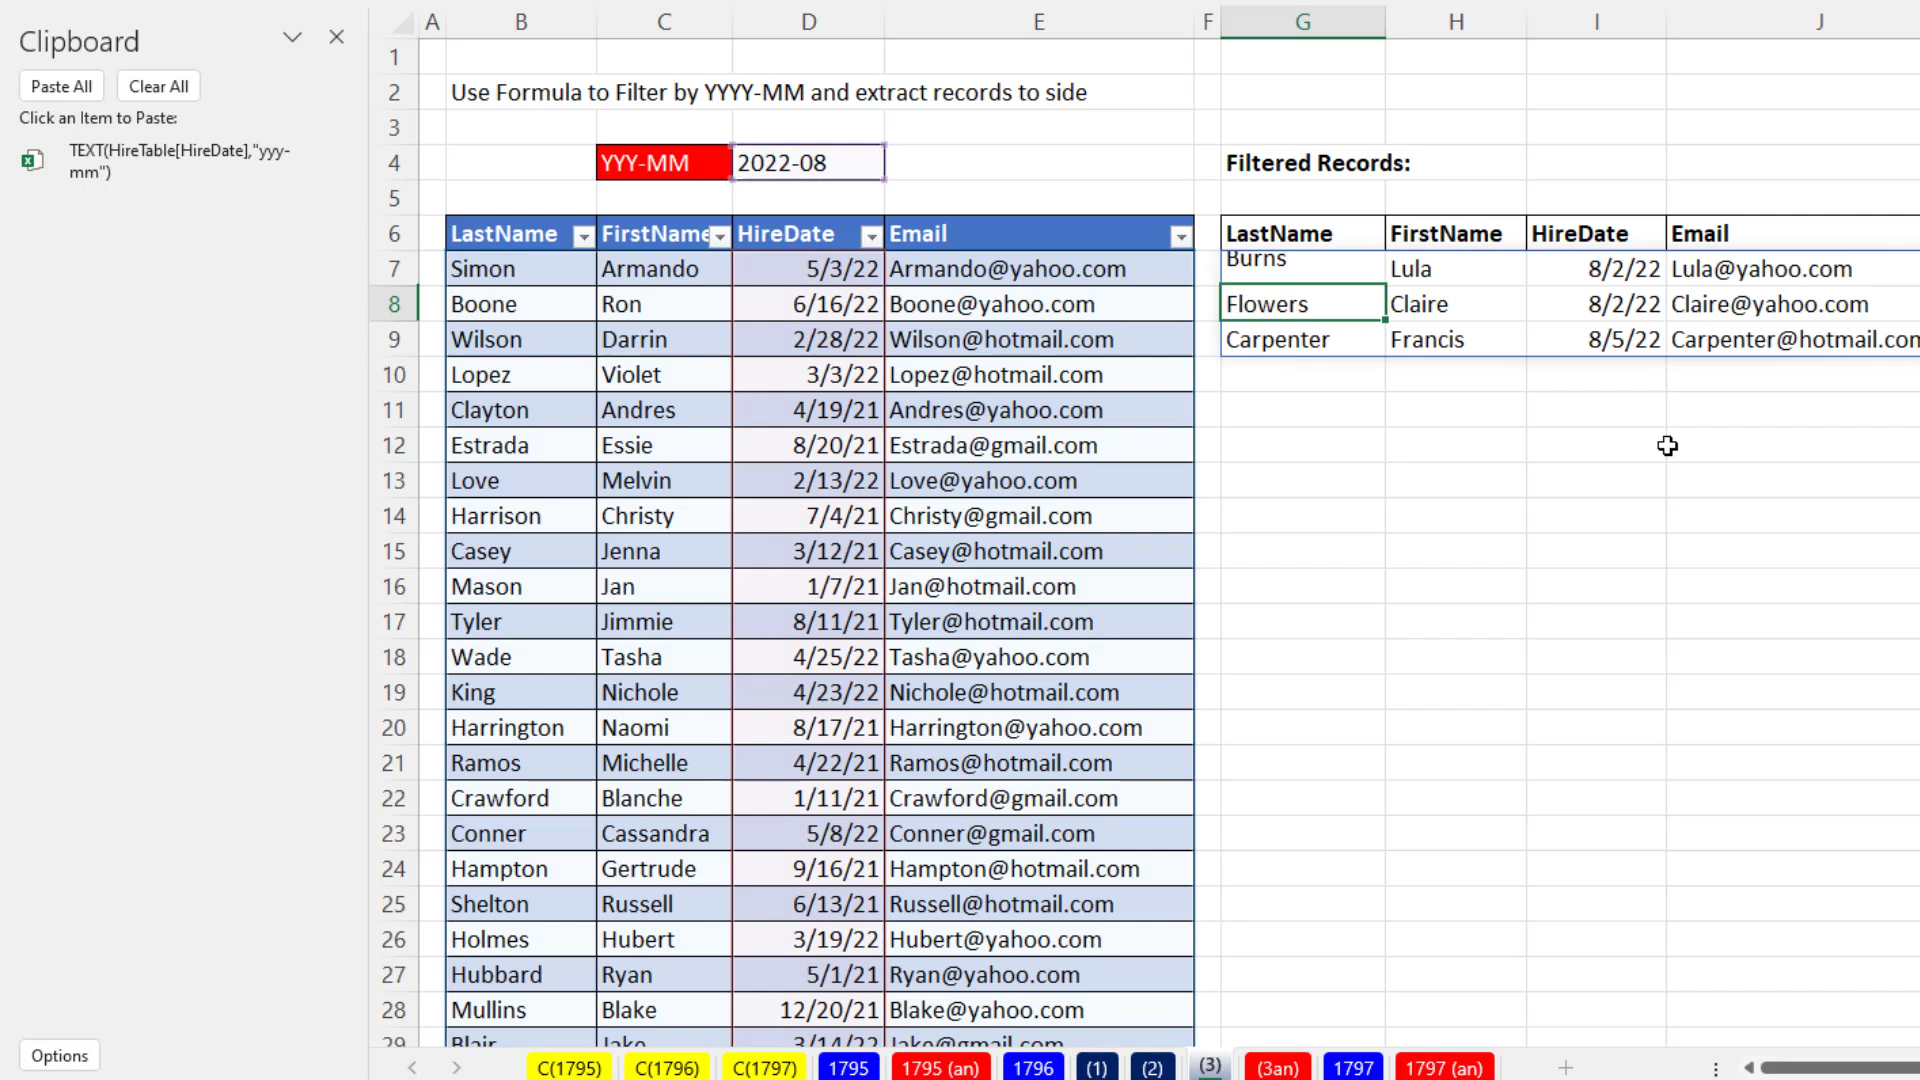 Clipboard
Paste All Clear All
Click an Item to Paste:
TEXT(HireTable[HireDate],"yyy-
mm")
Options
A B C D E F G H I J
1
2 Use Formula to Filter by YYYY-MM and extract records to side
3
4 YYY-MM 2022-08 Filtered Records:
5
6 LastName FirstName HireDate Email LastName FirstName HireDate Email
7 Simon Armando 5/3/22 Armando@yahoo.com Burns Lula 8/2/22 Lula@yahoo.com
8 Boone Ron 6/16/22 Boone@yahoo.com Flowers Claire 8/2/22 Claire@yahoo.com
9 Wilson Darrin 2/28/22 Wilson@hotmail.com Carpenter Francis 8/5/22 Carpenter@hotmail.com
10 Lopez Violet 3/3/22 Lopez@hotmail.com
11 Clayton Andres 4/19/21 Andres@yahoo.com
12 Estrada Essie 8/20/21 Estrada@gmail.com
13 Love Melvin 2/13/22 Love@yahoo.com
14 Harrison Christy 7/4/21 Christy@gmail.com
15 Casey Jenna 3/12/21 Casey@hotmail.com
16 Mason Jan 1/7/21 Jan@hotmail.com
17 Tyler Jimmie 8/11/21 Tyler@hotmail.com
18 Wade Tasha 4/25/22 Tasha@yahoo.com
19 King Nichole 4/23/22 Nichole@hotmail.com
20 Harrington Naomi 8/17/21 Harrington@yahoo.com
21 Ramos Michelle 4/22/21 Ramos@hotmail.com
22 Crawford Blanche 1/11/21 Crawford@gmail.com
23 Conner Cassandra 5/8/22 Conner@gmail.com
24 Hampton Gertrude 9/16/21 Hampton@hotmail.com
25 Shelton Russell 6/13/21 Russell@hotmail.com
26 Holmes Hubert 3/19/22 Hubert@yahoo.com
27 Hubbard Ryan 5/1/21 Ryan@yahoo.com
28 Mullins Blake 12/20/21 Blake@yahoo.com
29 Blair Jake 3/14/22 Jake@gmail.com
C(1795) C(1796) C(1797) 1795 1795 (an) 1796 (1) (2) (3) (3an) 1797 1797 (an)